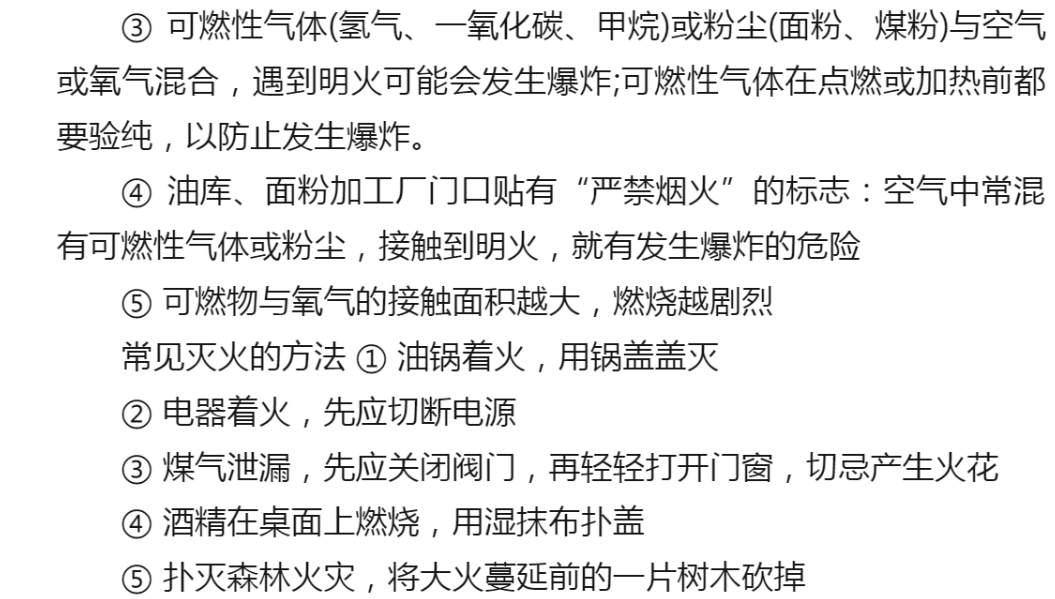 ③ 可燃性气体(氢气、一氧化碳、甲烷)或粉尘(面粉、煤粉)与空气
或氧气混合，遇到明火可能会发生爆炸;可燃性气体在点燃或加热前都
要验纯，以防止发生爆炸。
④ 油库、面粉加工厂门口贴有“严禁烟火”的标志：空气中常混
有可燃性气体或粉尘，接触到明火，就有发生爆炸的危险
⑤ 可燃物与氧气的接触面积越大，燃烧越剧烈
常见灭火的方法 ① 油锅着火，用锅盖盖灭
② 电器着火，先应切断电源
③ 煤气泄漏，先应关闭阀门，再轻轻打开门窗，切忌产生火花
④ 酒精在桌面上燃烧，用湿抹布扑盖
⑤ 扑灭森林火灾，将大火蔓延前的一片树木砍掉